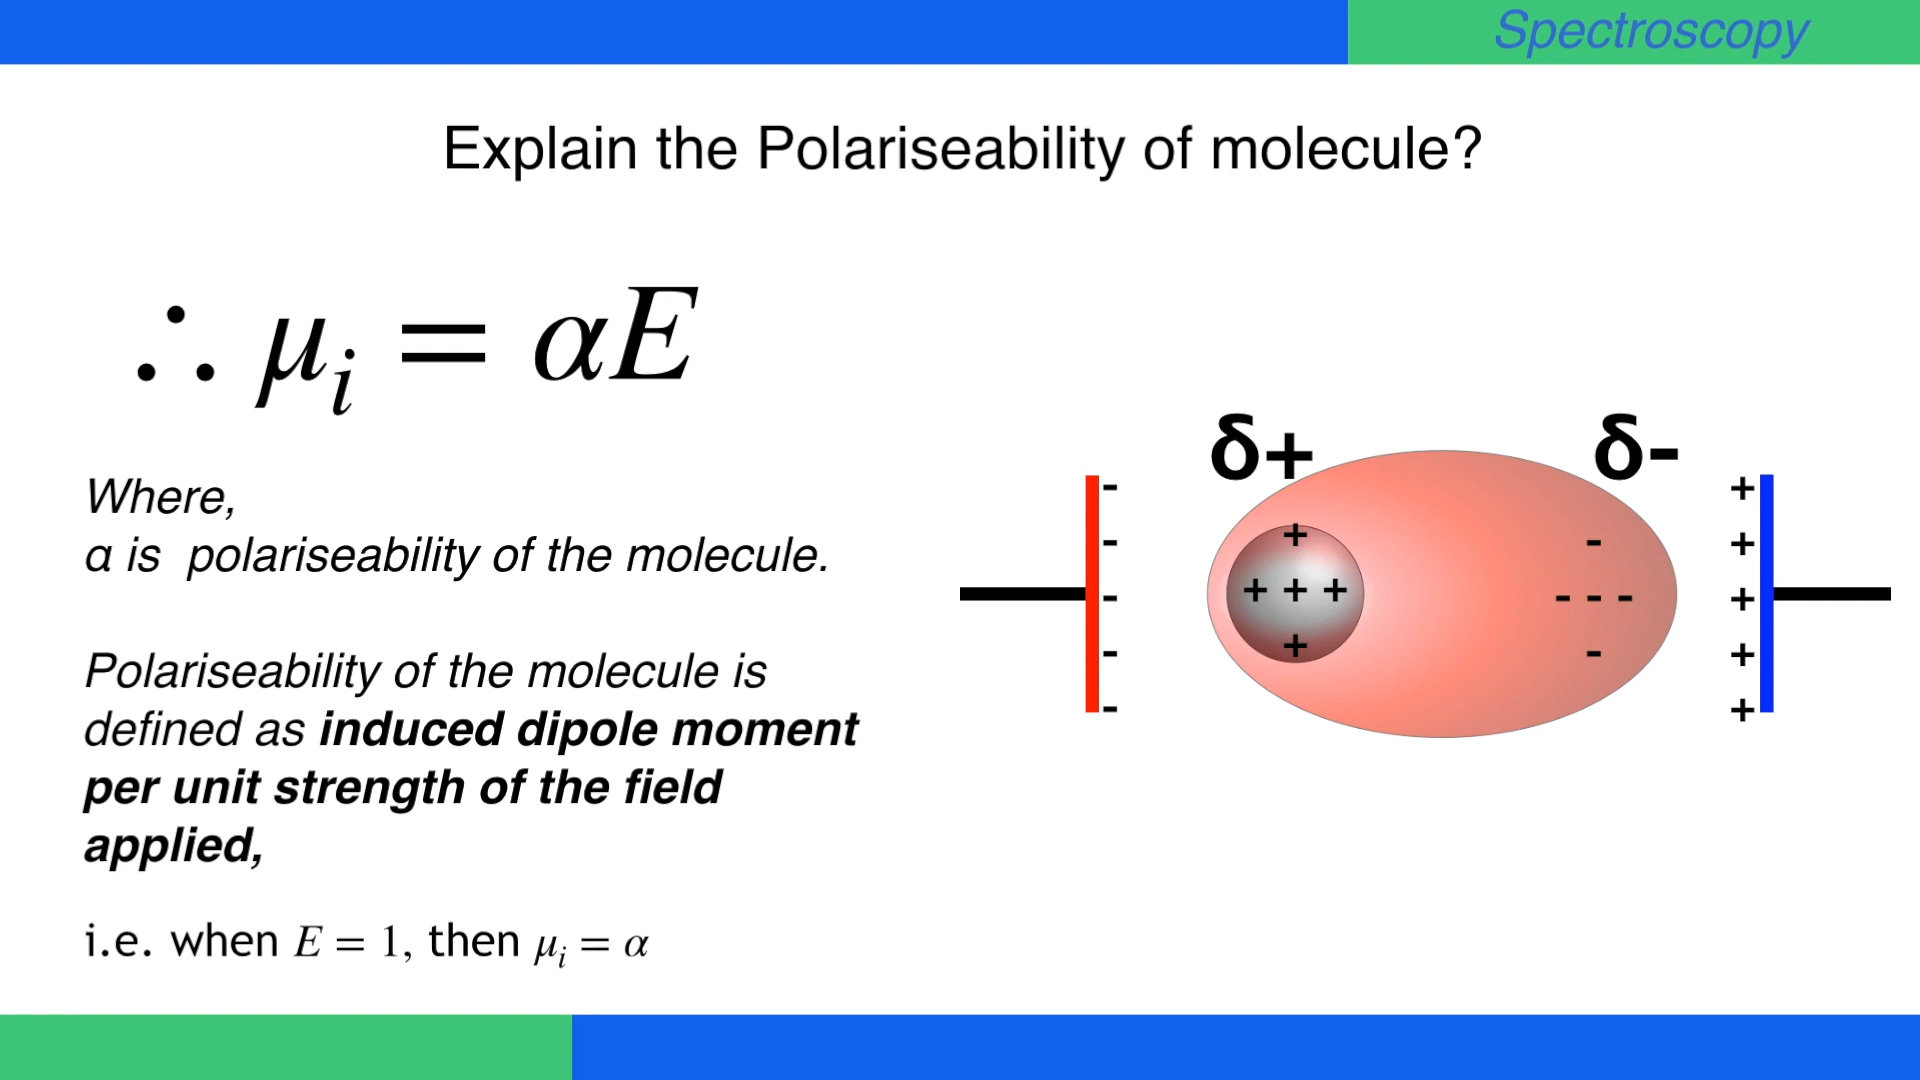 Spectroscopy
Explain the Polariseability of molecule?
∴ μᵢ = αE
Where,
α is polariseability of the molecule.
Polariseability of the molecule is
defined as induced dipole moment
per unit strength of the field
applied,
i.e. when E = 1, then μᵢ = α
δ+
δ-
-
-
-
-
-
+
+ + +
+
-
- - -
-
+
+
+
+
+